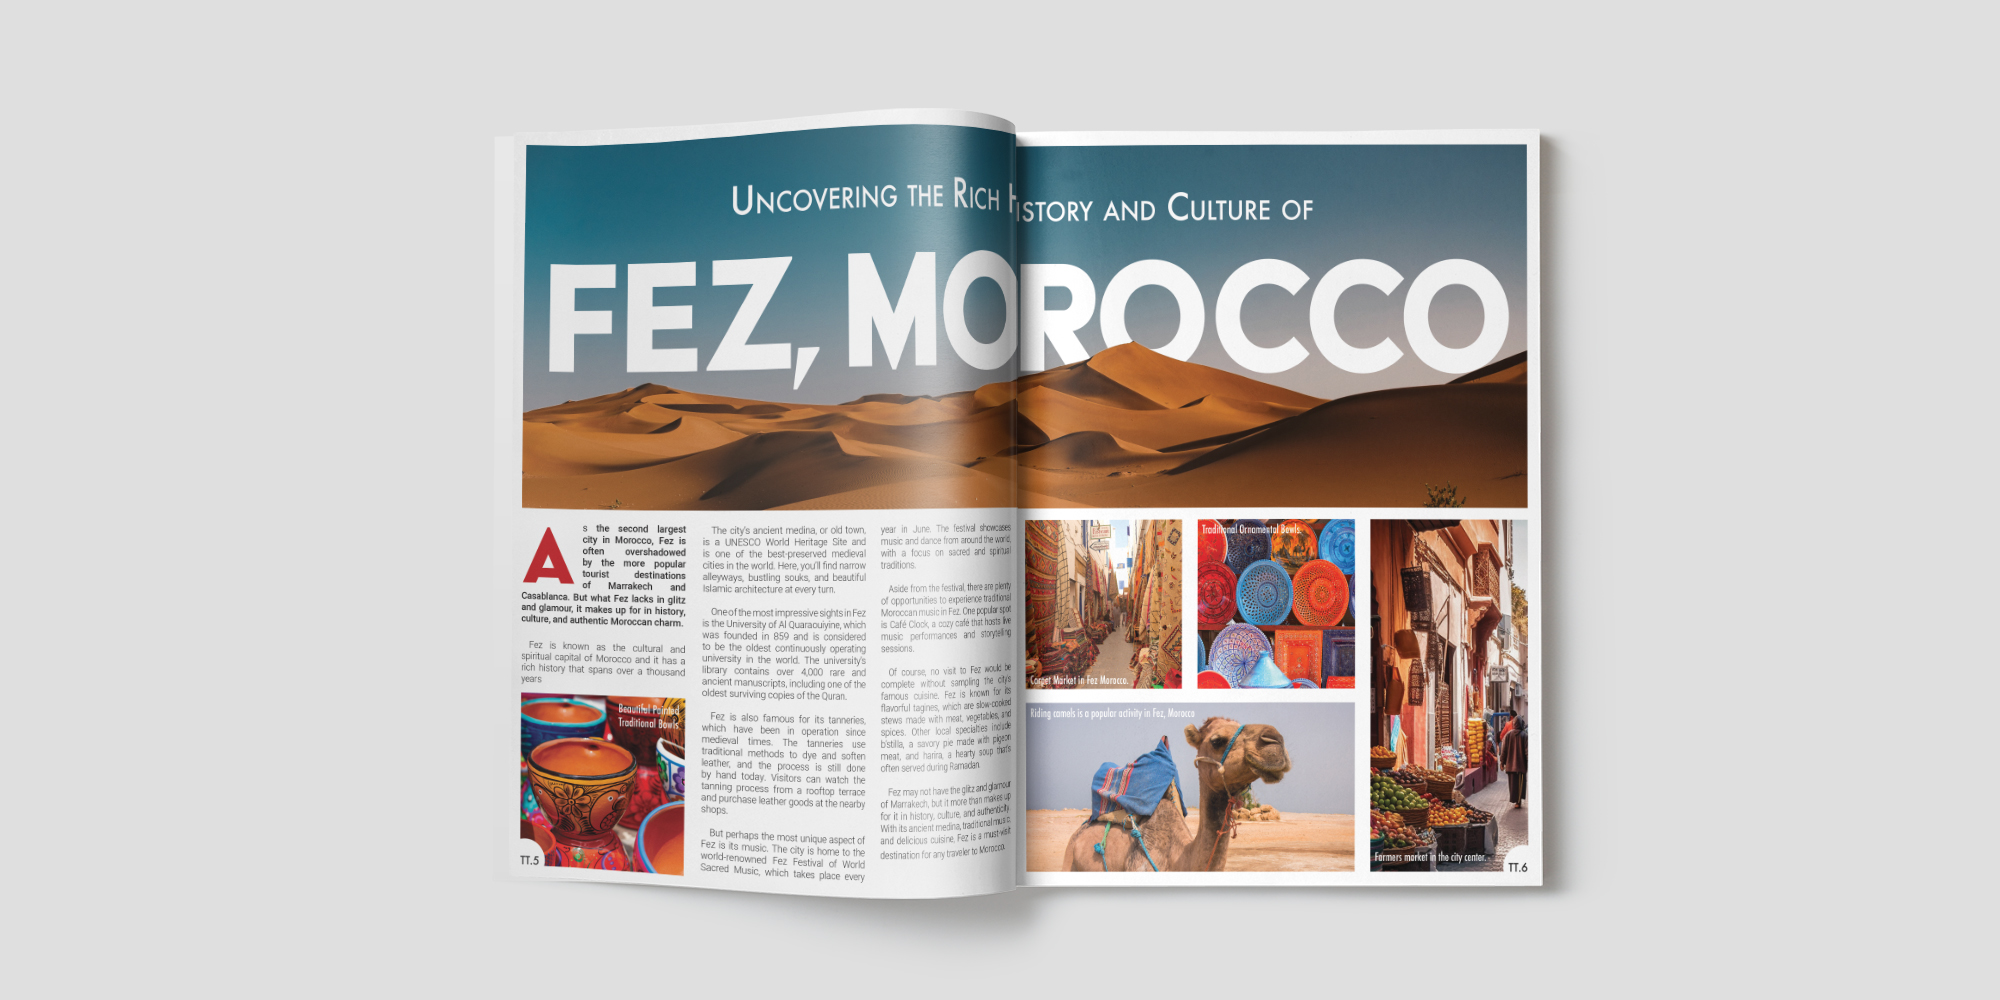 UNCOVERING THE RICH HISTORY AND CULTURE OF
FEZ, MOROCCO
As the second largest
city in Morocco, Fez is
often overshadowed
by the more popular
tourist destinations
of Marrakech and
Casablanca. But what Fez lacks in glitz
and glamour, it makes up for in history,
culture, and authentic Moroccan charm.
Fez is known as the cultural and
spiritual capital of Morocco and it has a
rich history that spans over a thousand
years
Beautiful Painted
Traditional Bowls
TT.5
The city's ancient medina, or old town,
is a UNESCO World Heritage Site and
is one of the best-preserved medieval
cities in the world. Here, you'll find narrow
alleyways, bustling souks, and beautiful
Islamic architecture at every turn.
One of the most impressive sights in Fez
is the University of Al Quaraouiyine, which
was founded in 859 and is considered
to be the oldest continuously operating
university in the world. The university's
library contains over 4,000 rare and
ancient manuscripts, including one of the
oldest surviving copies of the Quran.
Fez is also famous for its tanneries,
which have been in operation since
medieval times. The tanneries use
traditional methods to dye and soften
leather, and the process is still done
by hand today. Visitors can watch the
tanning process from a rooftop terrace
and purchase leather goods at the nearby
shops.
But perhaps the most unique aspect of
Fez is its music. The city is home to the
world-renowned Fez Festival of World
Sacred Music, which takes place every
year in June. The festival showcases
music and dance from around the world,
with a focus on sacred and spiritual
traditions.
Aside from the festival, there are plenty
of opportunities to experience traditional
Moroccan music in Fez. One popular spot
is Café Clock, a cozy café that hosts live
music performances and storytelling
sessions.
Of course, no visit to Fez would be
complete without sampling the city's
famous cuisine. Fez is known for its
flavorful tagines, which are slow-cooked
stews made with meat, vegetables, and
spices. Other local specialties include
b'stilla, a savory pie made with pigeon
meat, and harira, a hearty soup that's
often served during Ramadan.
Fez may not have the glitz and glamour
of Marrakech, but it more than makes up
for it in history, culture, and authenticity.
With its ancient medina, traditional music,
and delicious cuisine, Fez is a must-visit
destination for any traveler to Morocco.
Carpet Market in Fez Morocco.
Traditional Ornamental Bowls.
Riding camels is a popular activity in Fez, Morocco
Farmers market in the city center.
TT.6